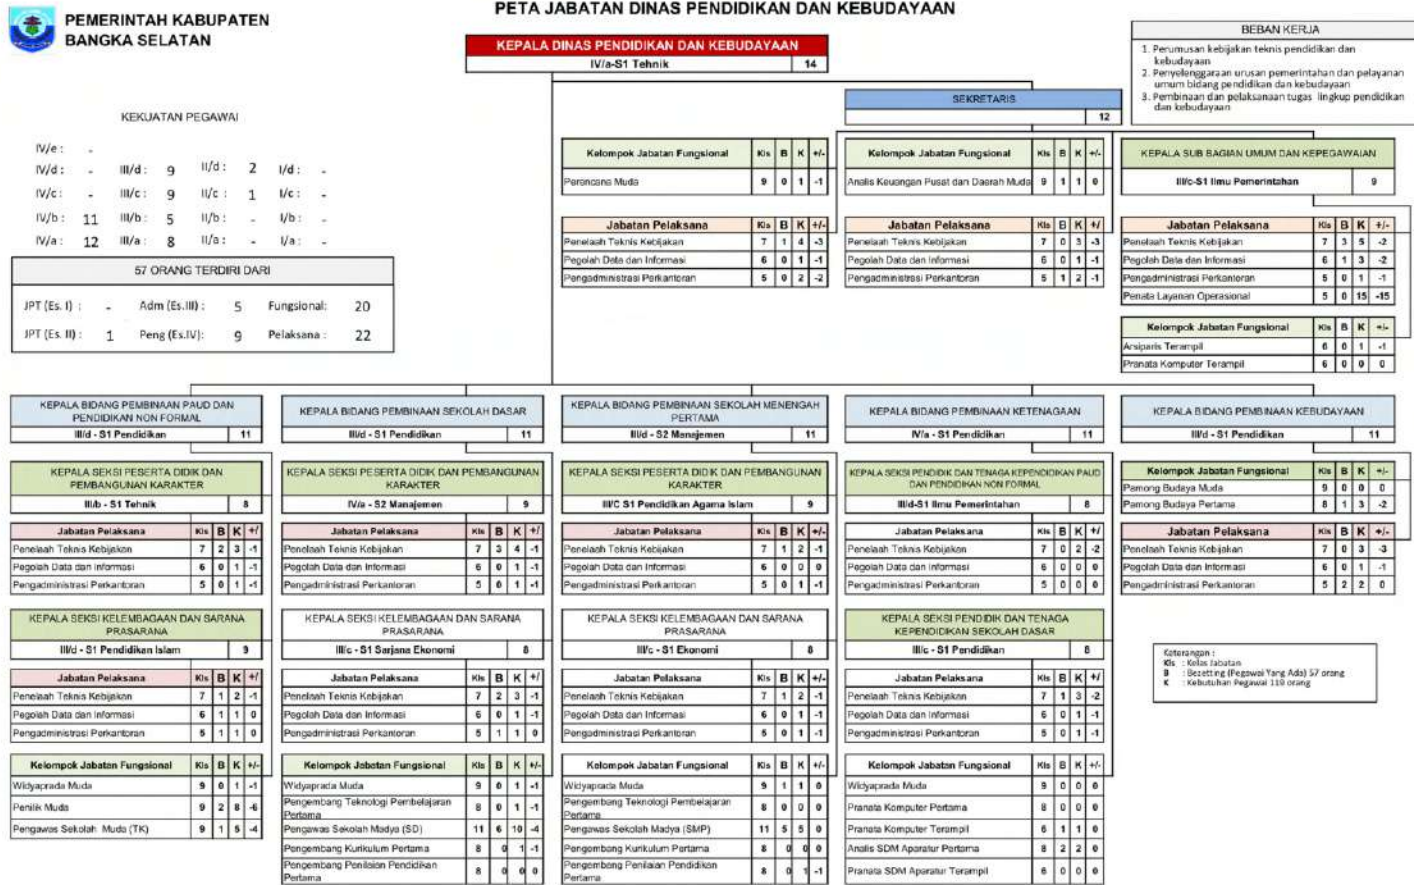 PEMERINTAH KABUPATEN
BANGKA SELATAN
PETA JABATAN DINAS PENDIDIKAN DAN KEBUDAYAAN
KEPALA DINAS PENDIDIKAN DAN KEBUDAYAAN
IV/a-S1 Tehnik 14
BEBAN KERJA
1. Perumusan kebijakan teknis pendidikan dan
kebudayaan
2. Penyelenggaraan urusan pemerintahan dan pelayanan
umum bidang pendidikan dan kebudayaan
3. Pembinaan dan pelaksanaan tugas lingkup pendidikan
dan kebudayaan
SEKRETARIS
12
KEKUATAN PEGAWAI
IV/e : -
IV/d : - III/d : 9 II/d : 2 I/d : -
IV/c : - III/c : 9 II/c : 1 I/c : -
IV/b : 11 III/b : 5 II/b : - I/b : -
IV/a : 12 III/a : 8 II/a : - I/a : -
57 ORANG TERDIRI DARI
JPT (Es. I) : - Adm (Es.III) : 5 Fungsional: 20
JPT (Es. II) : 1 Peng (Es.IV): 9 Pelaksana : 22
Kelompok Jabatan Fungsional Kls B K +/-
Perancana Muda 9 0 1 -1
Jabatan Pelaksana Kls B K +/-
Penelaah Teknis Kebijakan 7 1 4 -3
Pegolah Data dan Informasi 6 0 1 -1
Pengadministrasi Perkantoran 5 0 2 -2
Kelompok Jabatan Fungsional Kls B K +/-
Analis Keuangan Pusat dan Daerah Muda 9 1 1 0
Jabatan Pelaksana Kls B K +/
Penelaah Teknis Kebijakan 7 0 3 -3
Pegolah Data dan Informasi 6 0 1 -1
Pengadministrasi Perkantoran 5 1 2 -1
KEPALA SUB BAGIAN UMUM DAN KEPEGAWAIAN
III/c-S1 Ilmu Pemerintahan 9
Jabatan Pelaksana Kls B K +/-
Penelaah Teknis Kebijakan 7 3 5 -2
Pegolah Data dan Informasi 6 1 3 -2
Pengadministrasi Perkantoran 5 0 1 -1
Penata Layanan Operasional 5 0 15 -15
Kelompok Jabatan Fungsional Kls B K +/-
Arsiparis Terampil 6 0 1 -1
Pranata Komputer Terampil 6 0 0 0
KEPALA BIDANG PEMBINAAN PAUD DAN
PENDIDIKAN NON FORMAL
III/d - S1 Pendidikan 11
KEPALA SEKSI PESERTA DIDIK DAN
PEMBANGUNAN KARAKTER
III/b - S1 Tehnik 8
Jabatan Pelaksana Kls B K +/
Penelaah Teknis Kebijakan 7 2 3 -1
Pegolah Data dan Informasi 6 0 1 -1
Pengadministrasi Perkantoran 5 0 1 -1
KEPALA SEKSI KELEMBAGAAN DAN SARANA
PRASARANA
III/d - S1 Pendidikan Islam 9
Jabatan Pelaksana Kls B K +/
Penelaah Teknis Kebijakan 7 1 2 -1
Pegolah Data dan Informasi 6 1 1 0
Pengadministrasi Perkantoran 5 1 1 0
Kelompok Jabatan Fungsional Kls B K +/-
Widyaprada Muda 9 0 1 -1
Penilik Muda 9 2 8 -6
Pengawas Sekolah Muda (TK) 9 1 5 -4
KEPALA BIDANG PEMBINAAN SEKOLAH DASAR
III/d - S1 Pendidikan 11
KEPALA SEKSI PESERTA DIDIK DAN PEMBANGUNAN
KARAKTER
IV/a - S2 Manajemen 9
Jabatan Pelaksana Kls B K +/
Penelaah Teknis Kebijakan 7 3 4 -1
Pegolah Data dan Informasi 6 0 1 -1
Pengadministrasi Perkantoran 5 0 1 -1
KEPALA SEKSI KELEMBAGAAN DAN SARANA
PRASARANA
III/c - S1 Sarjana Ekonomi 8
Jabatan Pelaksana Kls B K +/
Penelaah Teknis Kebijakan 7 2 3 -1
Pegolah Data dan Informasi 6 0 1 -1
Pengadministrasi Perkantoran 5 1 1 0
Kelompok Jabatan Fungsional Kls B K +/-
Widyaprada Muda 9 0 1 -1
Pengembang Teknologi Pembelajaran
Pertama 8 0 1 -1
Pengawas Sekolah Madya (SD) 11 6 10 -4
Pengembang Kurikulum Pertama 8 0 1 -1
Pengembang Penilaian Pendidikan
Pertama 8 0 0 0
KEPALA BIDANG PEMBINAAN SEKOLAH MENENGAH
PERTAMA
III/d - S2 Manajemen 11
KEPALA SEKSI PESERTA DIDIK DAN PEMBANGUNAN
KARAKTER
III/C S1 Pendidikan Agama Islam 9
Jabatan Pelaksana Kls B K +/-
Penelaah Teknis Kebijakan 7 1 2 -1
Pegolah Data dan Informasi 6 0 0 0
Pengadministrasi Perkantoran 5 0 1 -1
KEPALA SEKSI KELEMBAGAAN DAN SARANA
PRASARANA
III/c - S1 Ekonomi 8
Jabatan Pelaksana Kls B K +/-
Penelaah Teknis Kebijakan 7 1 2 -1
Pegolah Data dan Informasi 6 0 1 -1
Pengadministrasi Perkantoran 5 0 1 -1
Kelompok Jabatan Fungsional Kls B K +/-
Widyaprada Muda 9 1 1 0
Pengembang Teknologi Pembelajaran
Pertama 8 0 0 0
Pengawas Sekolah Madya (SMP) 11 5 5 0
Pengembang Kurikulum Pertama 8 0 0 0
Pengembang Penilaian Pendidikan
Pertama 8 0 1 -1
KEPALA BIDANG PEMBINAAN KETENAGAAN
IV/a - S1 Pendidikan 11
KEPALA SEKSI PENDIDIK DAN TENAGA KEPENDIDIKAN PAUD
DAN PENDIDIKAN NON FORMAL
III/d-S1 Ilmu Pemerintahan 8
Jabatan Pelaksana Kls B K +/
Penelaah Teknis Kebijakan 7 0 2 -2
Pegolah Data dan Informasi 6 0 0 0
Pengadministrasi Perkantoran 5 0 0 0
KEPALA SEKSI PENDIDIK DAN TENAGA
KEPENDIDIKAN SEKOLAH DASAR
III/c - S1 Pendidikan 8
Jabatan Pelaksana Kls B K +/
Penelaah Teknis Kebijakan 7 1 3 -2
Pegolah Data dan Informasi 6 0 1 -1
Pengadministrasi Perkantoran 5 0 1 -1
Kelompok Jabatan Fungsional Kls B K +/-
Widyaprada Muda 9 0 0 0
Pranata Komputer Pertama 8 0 0 0
Pranata Komputer Terampil 6 1 1 0
Analis SDM Aparatur Pertama 8 2 2 0
Pranata SDM Aparatur Terampil 6 0 0 0
KEPALA BIDANG PEMBINAAN KEBUDAYAAN
III/d - S1 Pendidikan 11
Kelompok Jabatan Fungsional Kls B K +/-
Pamong Budaya Muda 9 0 0 0
Pamong Budaya Pertama 8 1 3 -2
Jabatan Pelaksana Kls B K +/-
Penelaah Teknis Kebijakan 7 0 3 -3
Pegolah Data dan Informasi 6 0 1 -1
Pengadministrasi Perkantoran 5 2 2 0
Keterangan :
Kls : Kelas Jabatan
B : Bezetting (Pegawai Yang Ada) 57 orang
K : Kebutuhan Pegawai 119 orang